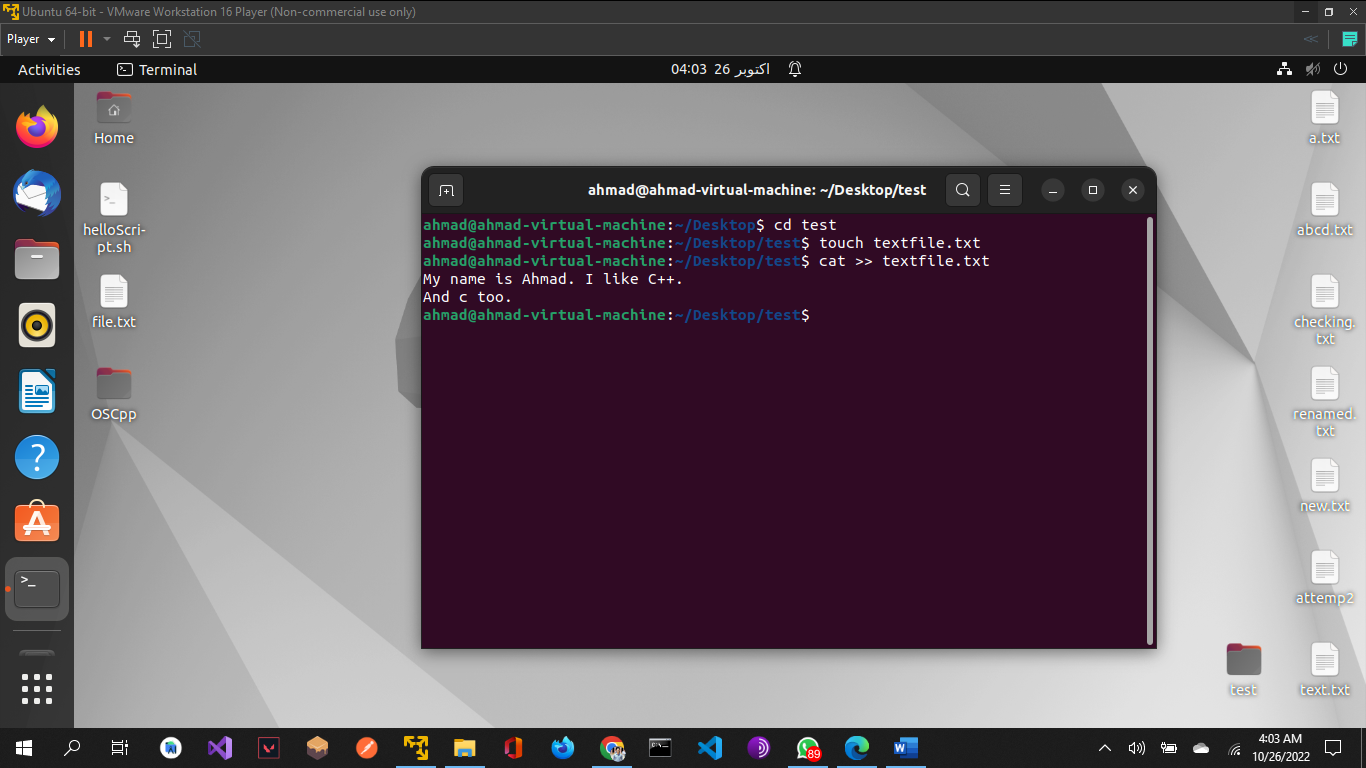 Ubuntu 64-bit - VMware Workstation 16 Player (Non-commercial use only)
Player
Activities
Terminal
04:03 26 اکتوبر
Home
helloScri-
pt.sh
file.txt
OSCpp
ahmad@ahmad-virtual-machine: ~/Desktop/test
ahmad@ahmad-virtual-machine:~/Desktop$ cd test
ahmad@ahmad-virtual-machine:~/Desktop/test$ touch textfile.txt
ahmad@ahmad-virtual-machine:~/Desktop/test$ cat >> textfile.txt
My name is Ahmad. I like C++.
And c too.
ahmad@ahmad-virtual-machine:~/Desktop/test$
a.txt
abcd.txt
checking.
txt
renamed.
txt
new.txt
attemp2
test
text.txt
89
4:03 AM
10/26/2022